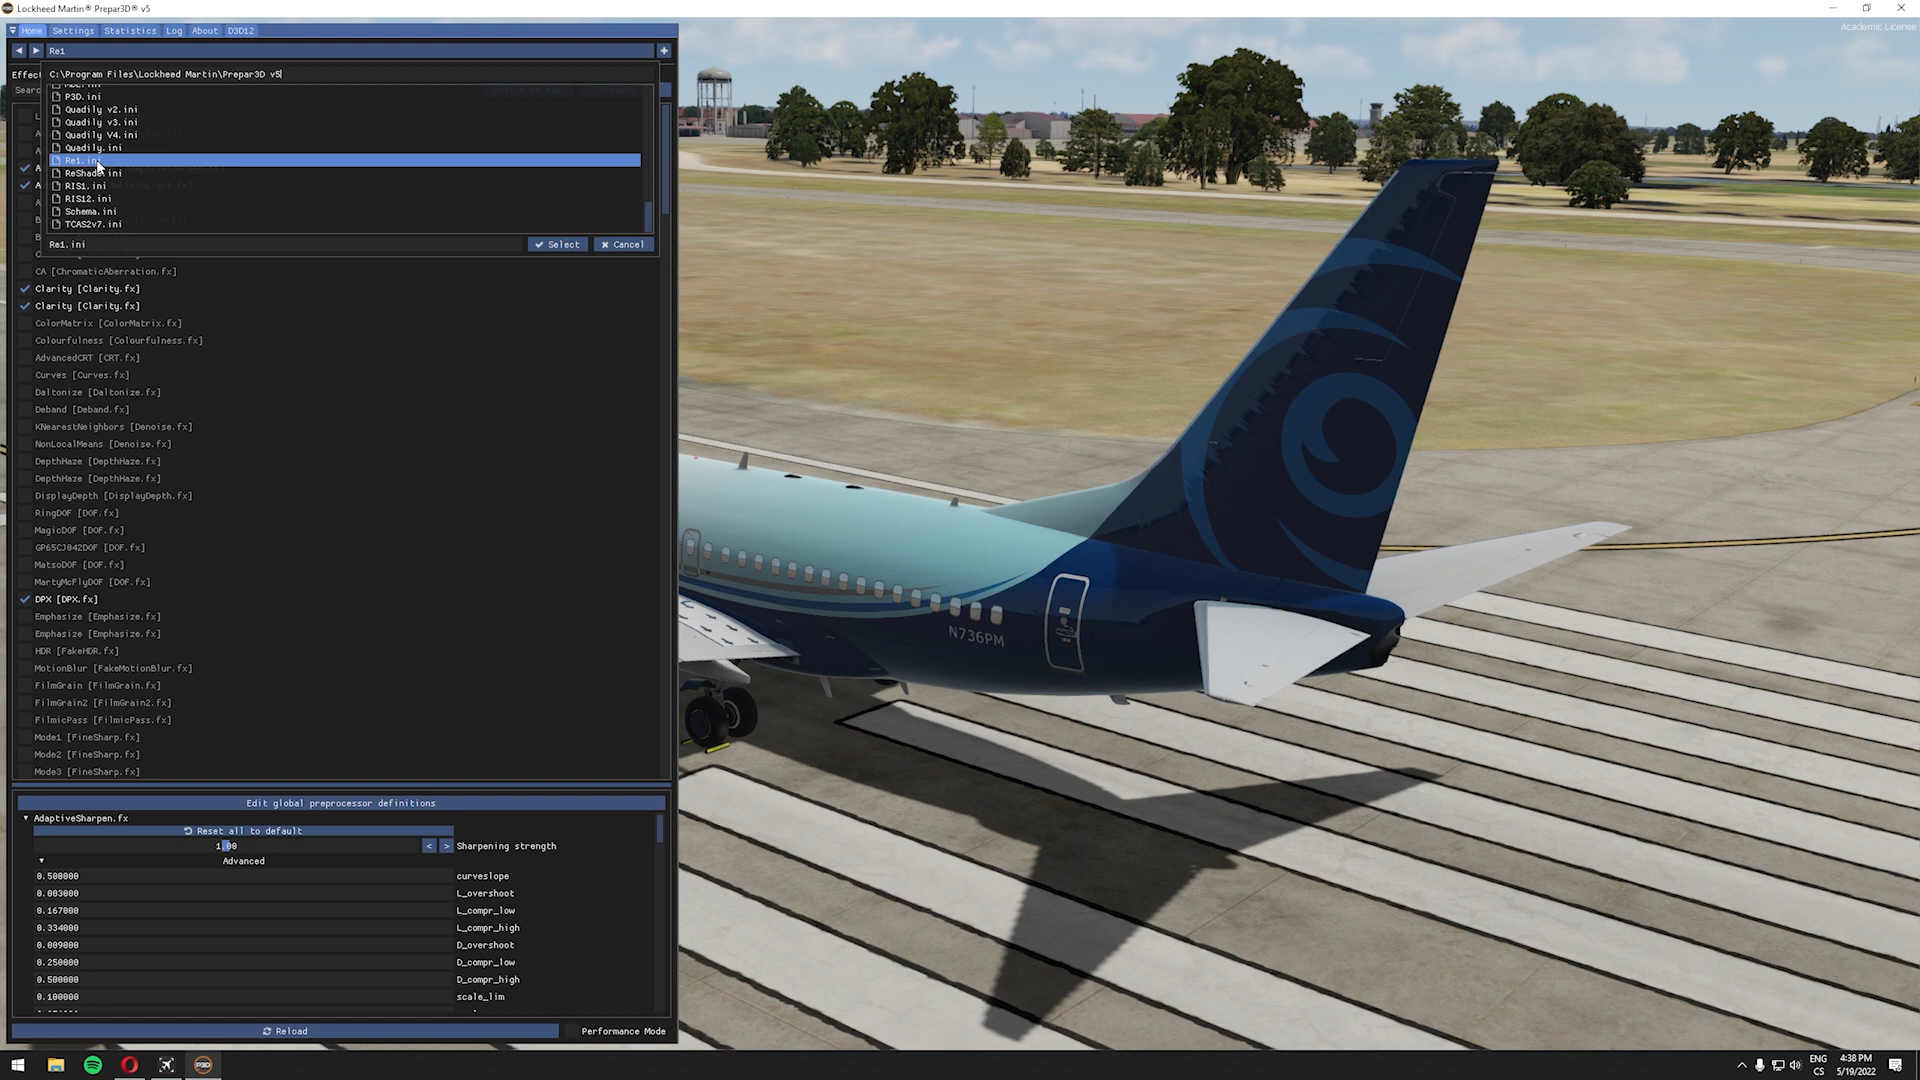 Lockheed Martin® Prepar3D® v5
Academic License
Home Settings Statistics Log About D3D12
Re1
C:\Program Files\Lockheed Martin\Prepar3D v5
P3D.ini
Quadily v2.ini
Quadily v3.ini
Quadily V4.ini
Quadily.ini
Re1.ini
ReShade.ini
RIS1.ini
RIS12.ini
Schema.ini
TCAS2v7.ini
Re1.ini
Select
Cancel
CA [ChromaticAberration.fx]
Clarity [Clarity.fx]
Clarity [Clarity.fx]
ColorMatrix [ColorMatrix.fx]
Colourfulness [Colourfulness.fx]
AdvancedCRT [CRT.fx]
Curves [Curves.fx]
Daltonize [Daltonize.fx]
Deband [Deband.fx]
KNearestNeighbors [Denoise.fx]
NonLocalMeans [Denoise.fx]
DepthHaze [DepthHaze.fx]
DepthHaze [DepthHaze.fx]
DisplayDepth [DisplayDepth.fx]
RingDOF [DOF.fx]
MagicDOF [DOF.fx]
GP65CJ042DOF [DOF.fx]
MatsoDOF [DOF.fx]
MartyMcFlyDOF [DOF.fx]
DPX [DPX.fx]
Emphasize [Emphasize.fx]
Emphasize [Emphasize.fx]
HDR [FakeHDR.fx]
MotionBlur [FakeMotionBlur.fx]
FilmGrain [FilmGrain.fx]
FilmGrain2 [FilmGrain2.fx]
FilmicPass [FilmicPass.fx]
Mode1 [FineSharp.fx]
Mode2 [FineSharp.fx]
Mode3 [FineSharp.fx]
Edit global preprocessor definitions
AdaptiveSharpen.fx
Reset all to default
1.00 < > Sharpening strength
Advanced
0.500000 curveslope
0.003000 L_overshoot
0.167000 L_compr_low
0.334000 L_compr_high
0.009000 D_overshoot
0.250000 D_compr_low
0.500000 D_compr_high
0.100000 scale_lim
Reload
Performance Mode
N736PM
P3D
ENG
CS
4:38 PM
5/19/2022